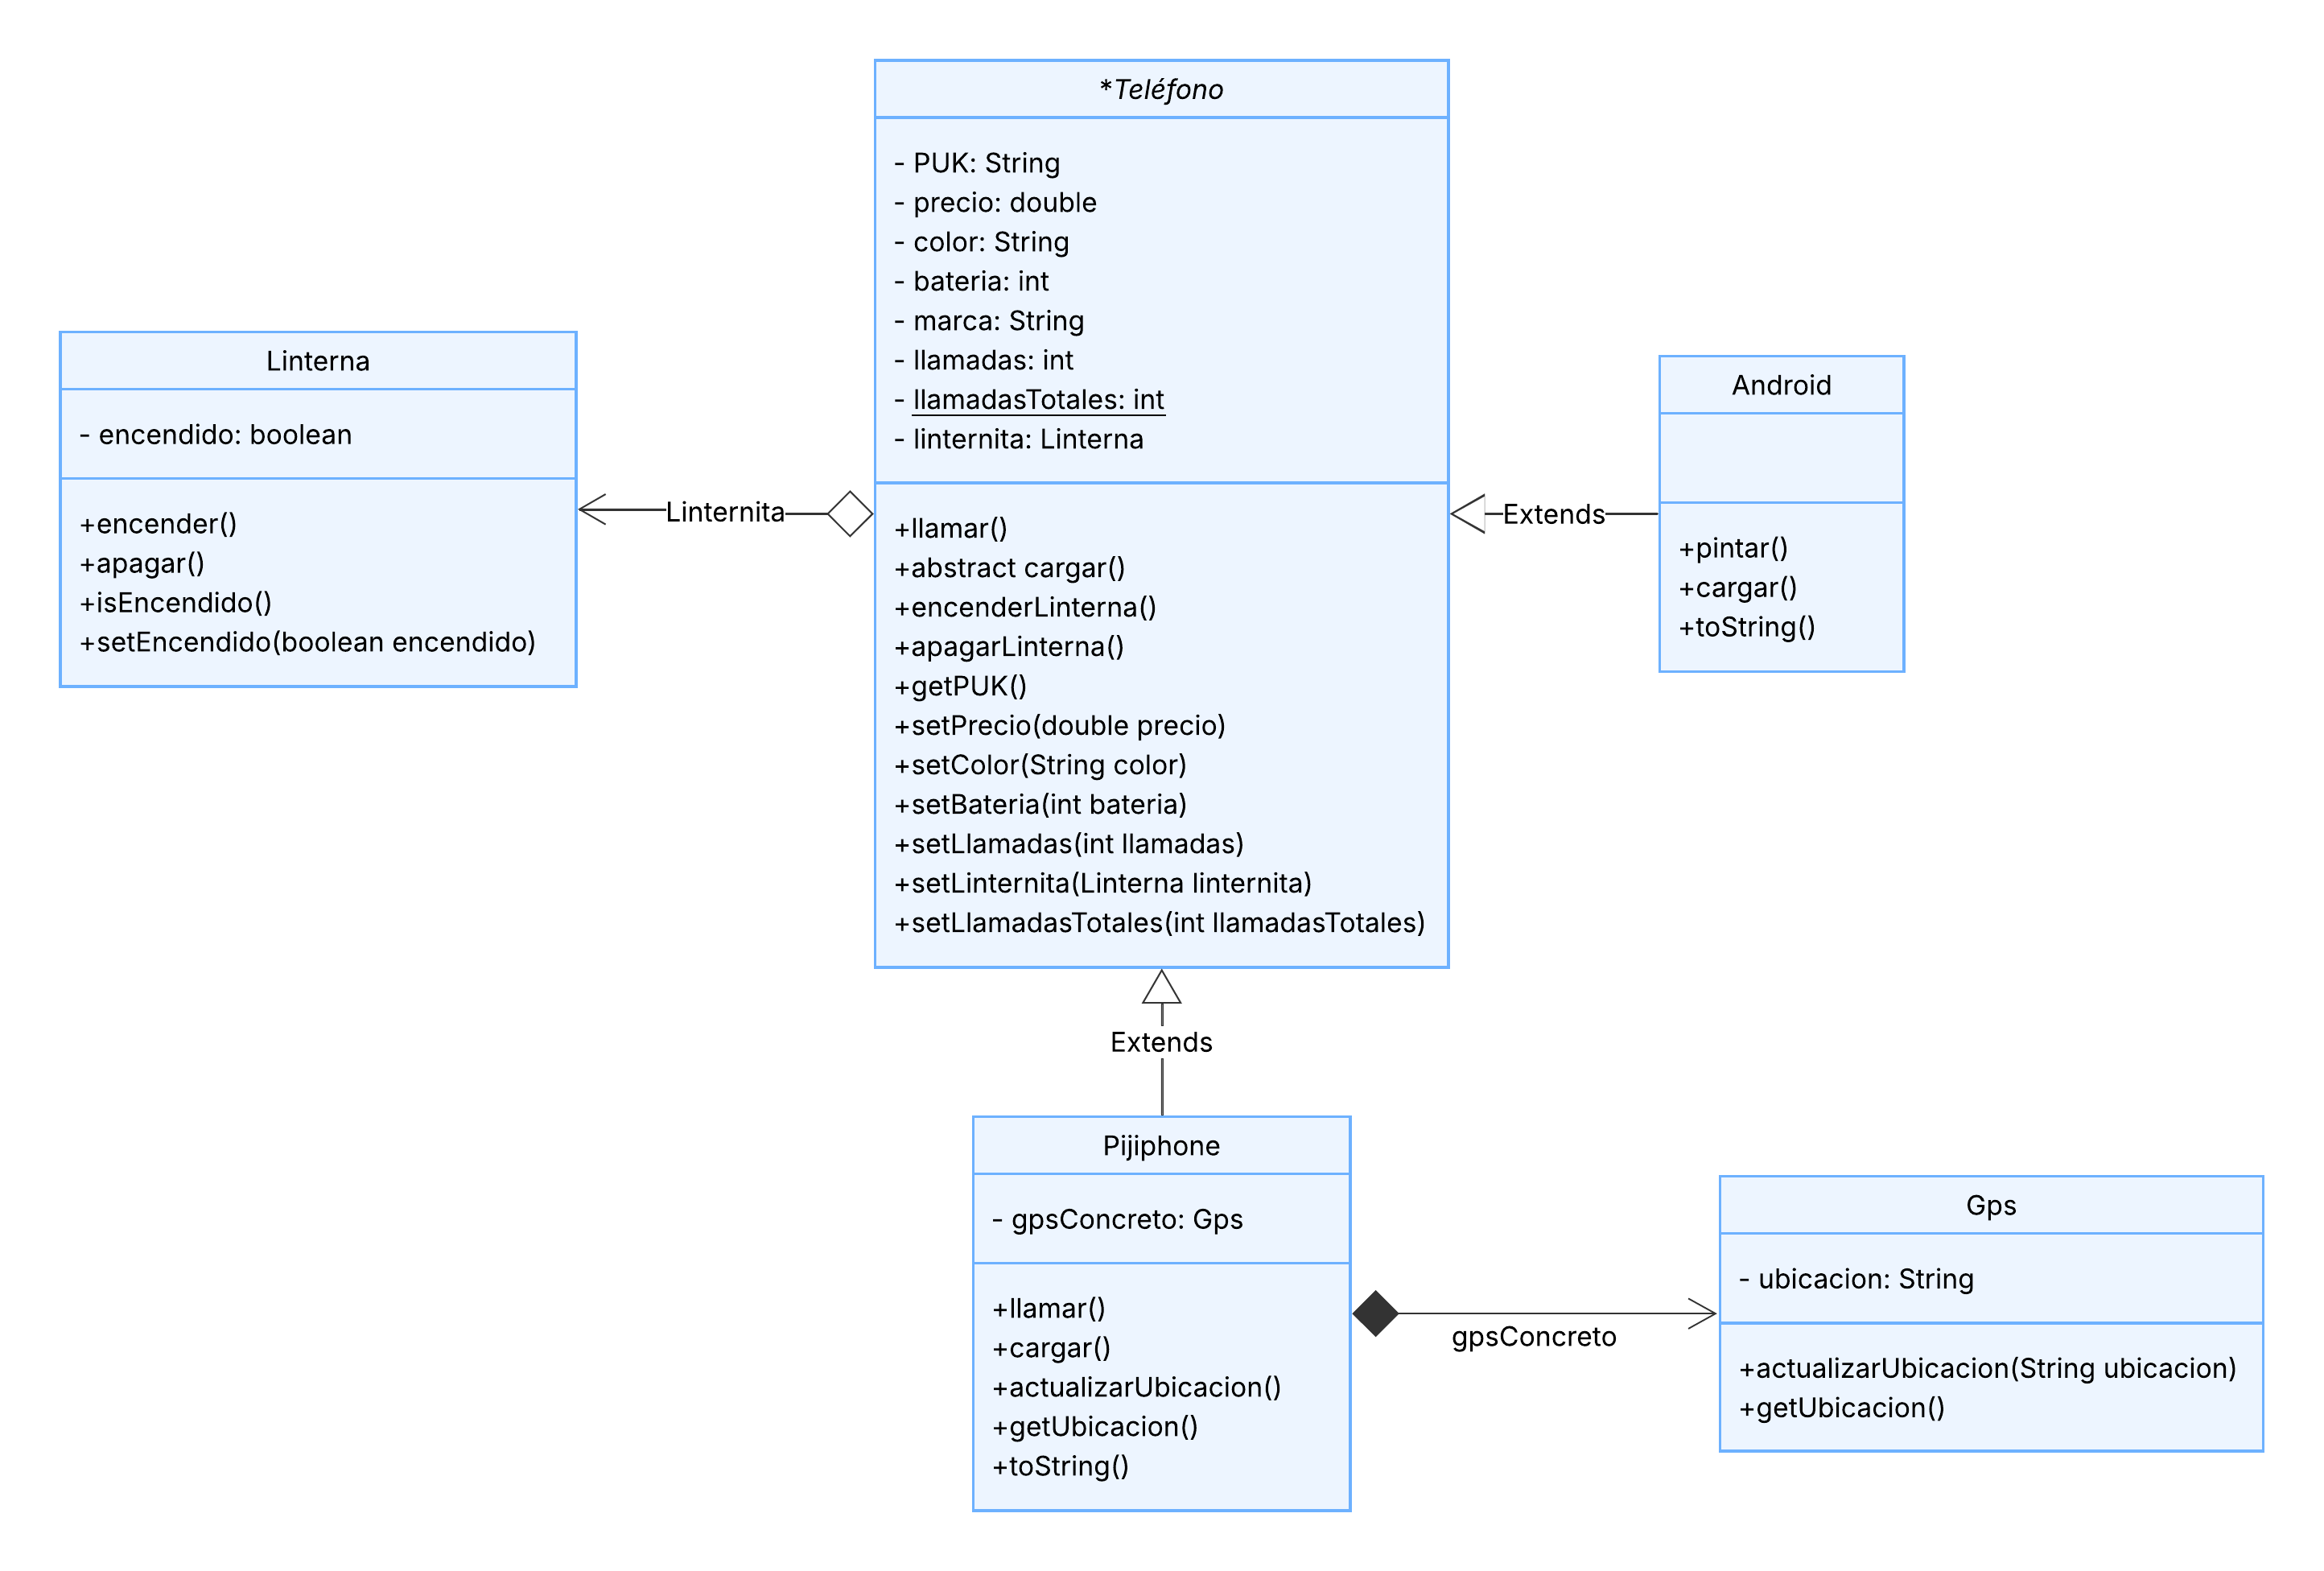 *Teléfono
- PUK: String
- precio: double
- color: String
- bateria: int
- marca: String
- llamadas: int
- llamadasTotales: int
- linternita: Linterna
+llamar()
+abstract cargar()
+encenderLinterna()
+apagarLinterna()
+getPUK()
+setPrecio(double precio)
+setColor(String color)
+setBateria(int bateria)
+setLlamadas(int llamadas)
+setLinternita(Linterna linternita)
+setLlamadasTotales(int llamadasTotales)
Linterna
- encendido: boolean
+encender()
+apagar()
+isEncendido()
+setEncendido(boolean encendido)
Linternita
Extends
Android
+pintar()
+cargar()
+toString()
Extends
Pijiphone
- gpsConcreto: Gps
+llamar()
+cargar()
+actualizarUbicacion()
+getUbicacion()
+toString()
gpsConcreto
Gps
- ubicacion: String
+actualizarUbicacion(String ubicacion)
+getUbicacion()